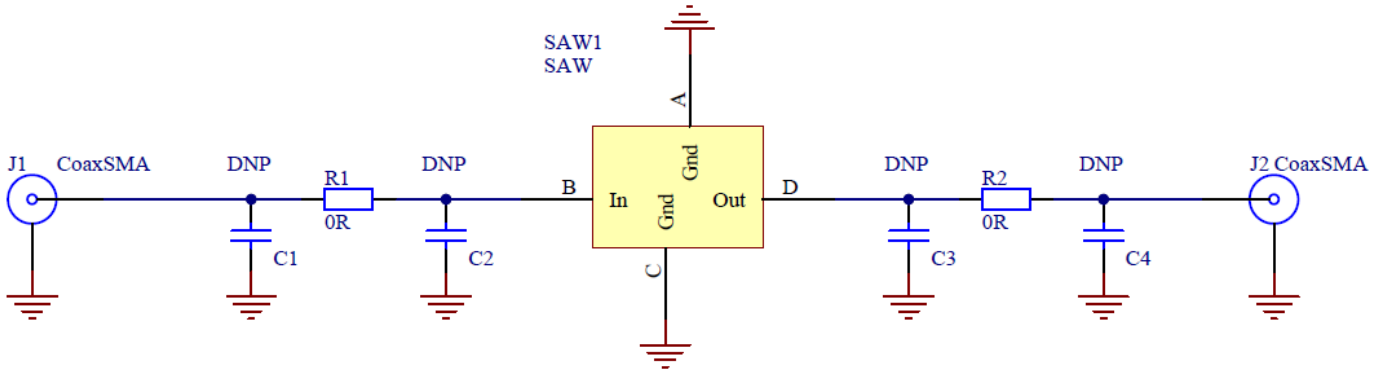 SAW1
SAW
A
J1 CoaxSMA
DNP
R1
0R
C1
DNP
C2
B
In
Gnd
Gnd
Out
D
C
DNP
R2
0R
C3
DNP
C4
J2 CoaxSMA